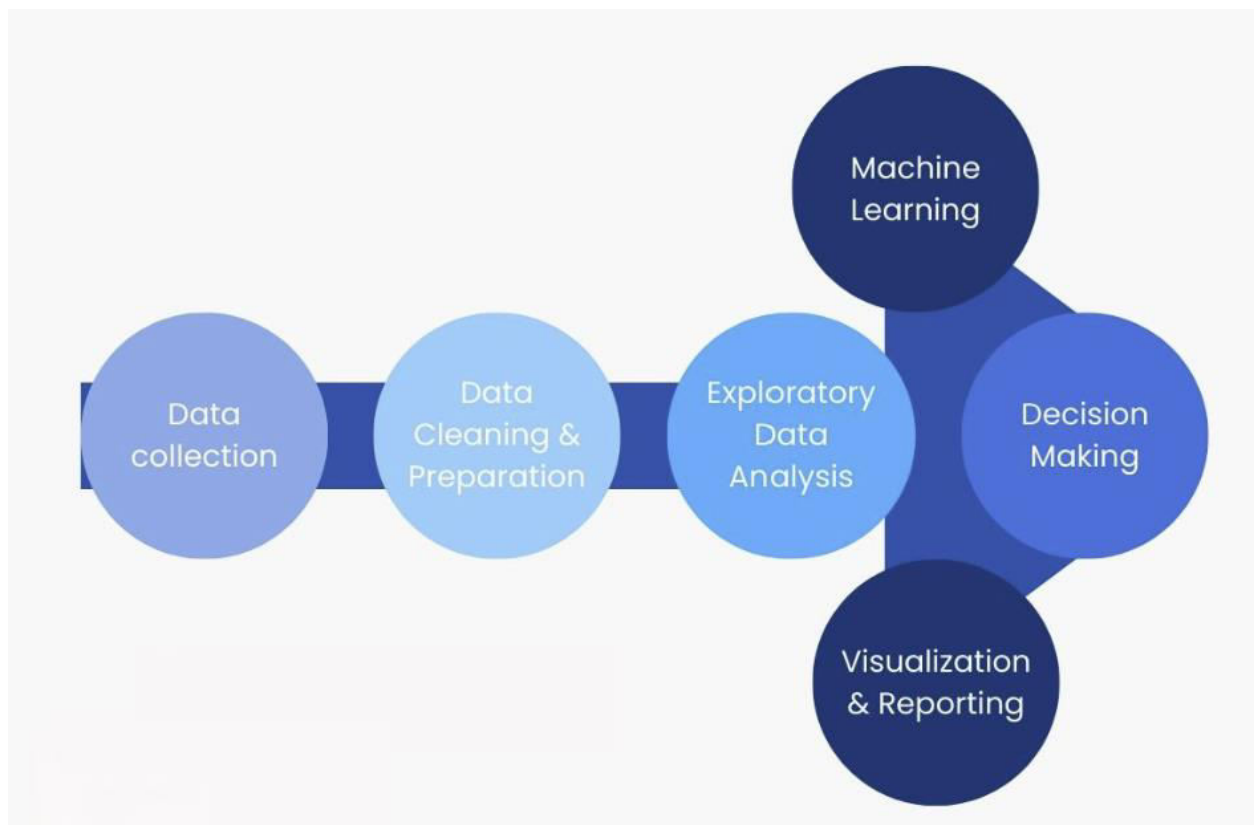 Machine
Learning
Data
collection
Data
Cleaning &
Preparation
Exploratory
Data
Analysis
Decision
Making
Visualization
& Reporting